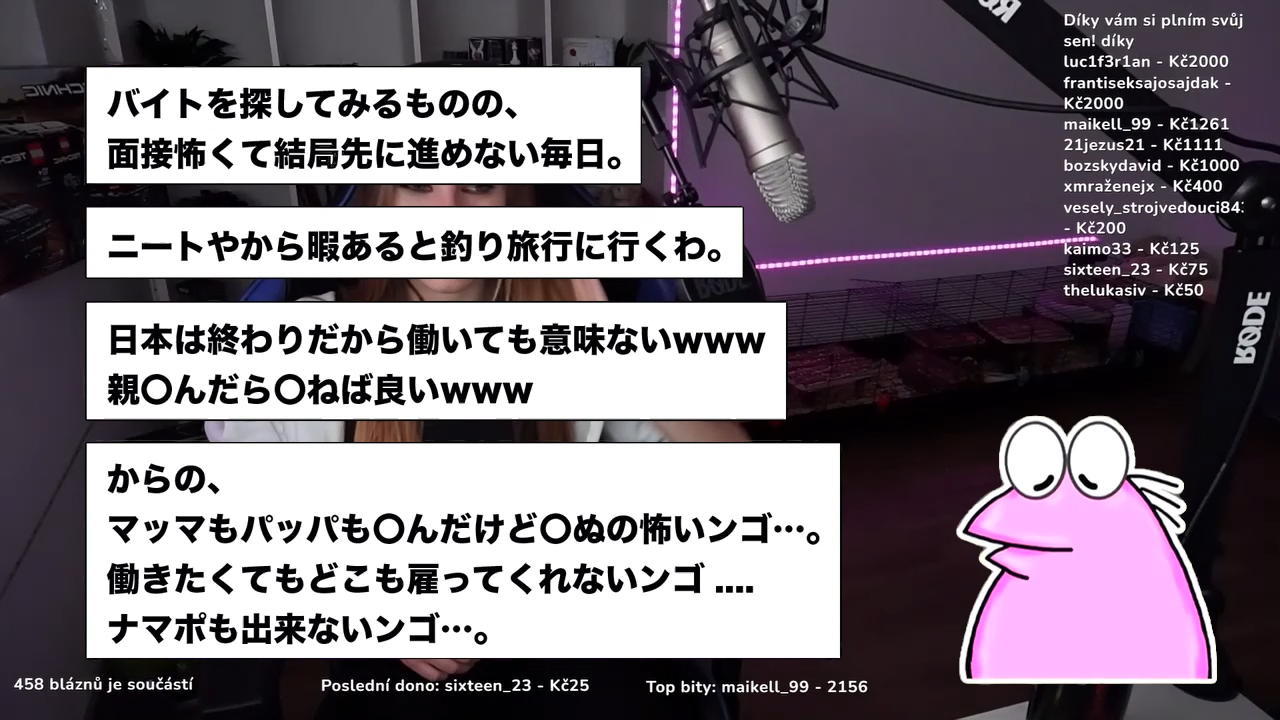 バイトを探してみるものの、
面接怖くて結局先に進めない毎日。
ニートやから暇あると釣り旅行に行くわ。
日本は終わりだから働いても意味ないwww
親〇んだら〇ねば良いwww
からの、
マッマもパッパも〇んだけど〇ぬの怖いンゴ…。
働きたくてもどこも雇ってくれないンゴ ....
ナマポも出来ないンゴ…。
Díky vám si plním svůj
sen! díky
luc1f3r1an - Kč2000
frantiseksajosajdak -
Kč2000
maikell_99 - Kč1261
21jezus21 - Kč1111
bozskydavid - Kč1000
xmraženejx - Kč400
vesely_strojvedouci84
- Kč200
kaimo33 - Kč125
sixteen_23 - Kč75
thelukasiv - Kč50
RØDE
458 bláznů je součástí
Poslední dono: sixteen_23 - Kč25
Top bity: maikell_99 - 2156